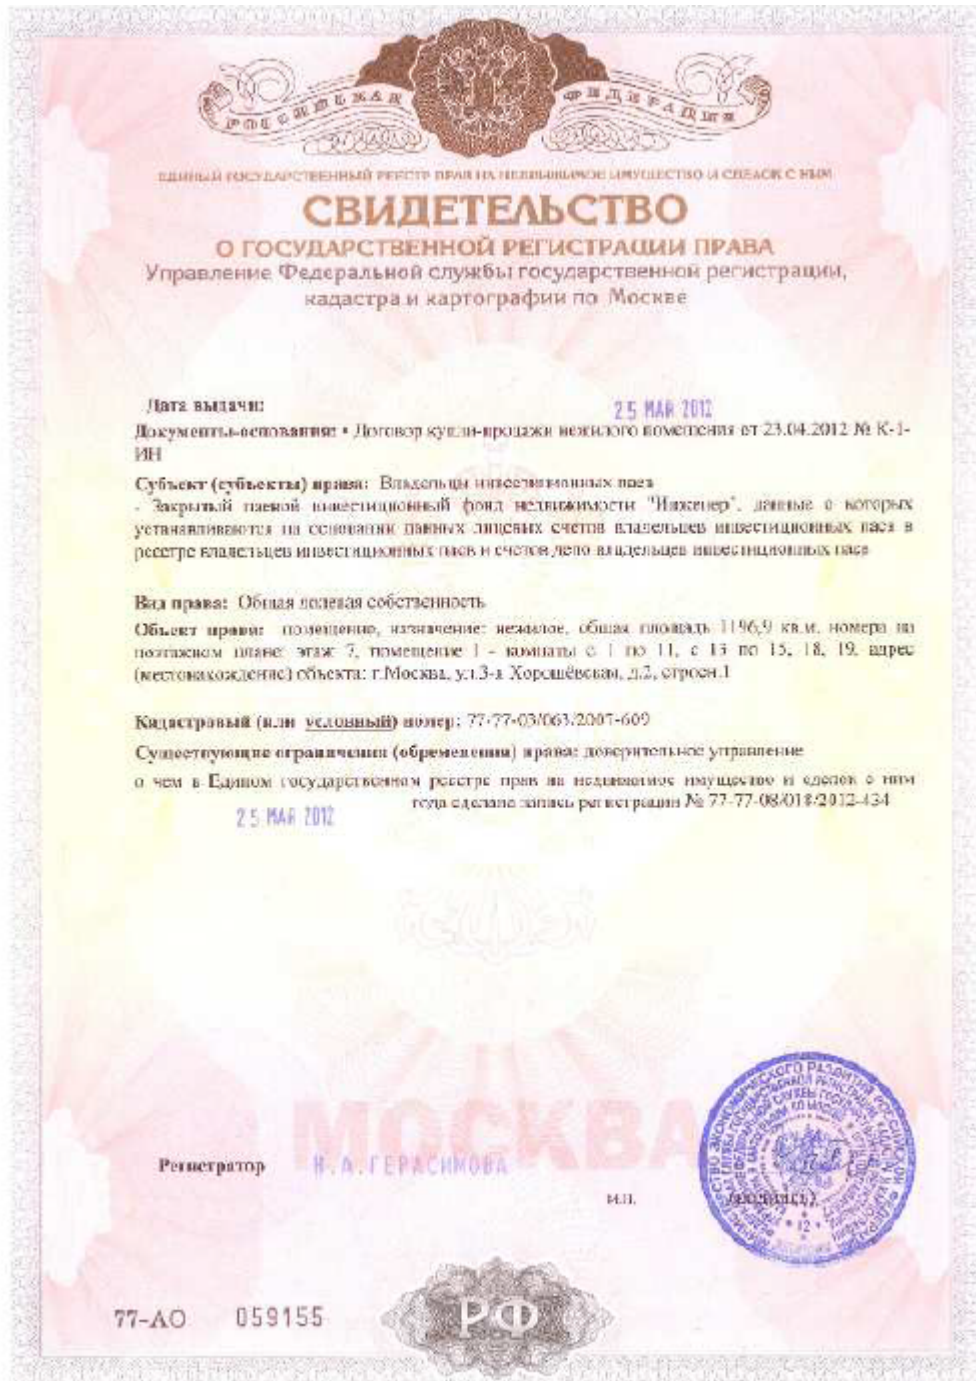 РОССИЙСКАЯ ФЕДЕРАЦИЯ
ЕДИНЫЙ ГОСУДАРСТВЕННЫЙ РЕЕСТР ПРАВ НА НЕДВИЖИМОЕ ИМУЩЕСТВО И СДЕЛОК С НИМ
СВИДЕТЕЛЬСТВО
О ГОСУДАРСТВЕННОЙ РЕГИСТРАЦИИ ПРАВА
Управление Федеральной службы государственной регистрации,
кадастра и картографии по Москве
Дата выдачи: 25 МАЯ 2012
Документы-основания: • Договор купли-продажи нежилого помещения от 23.04.2012 № К-1-
ИН
Субъект (субъекты) права: Владельцы инвестиционных паев
- Закрытый паевой инвестиционный фонд недвижимости "Инженер", данные о которых
устанавливаются на основании данных лицевых счетов владельцев инвестиционных паев в
реестре владельцев инвестиционных паев и счетов депо владельцев инвестиционных паев
Вид права: Общая долевая собственность
Объект права: помещение, назначение: нежилое, общая площадь 1196,9 кв.м, номера на
поэтажном плане: этаж 7, помещение I - комнаты с 1 по 11, с 13 по 15, 18, 19, адрес
(местонахождение) объекта: г.Москва, ул.3-я Хорошёвская, д.2, строен.1
Кадастровый (или условный) номер: 77-77-03/063/2007-609
Существующие ограничения (обременения) права: доверительное управление
о чем в Едином государственном реестре прав на недвижимое имущество и сделок с ним
25 МАЯ 2012 года сделана запись регистрации № 77-77-08/018/2012-434
МОСКВА
Регистратор Н.А.ГЕРАСИМОВА
м.п. (подпись)
77-АО 059155
РФ